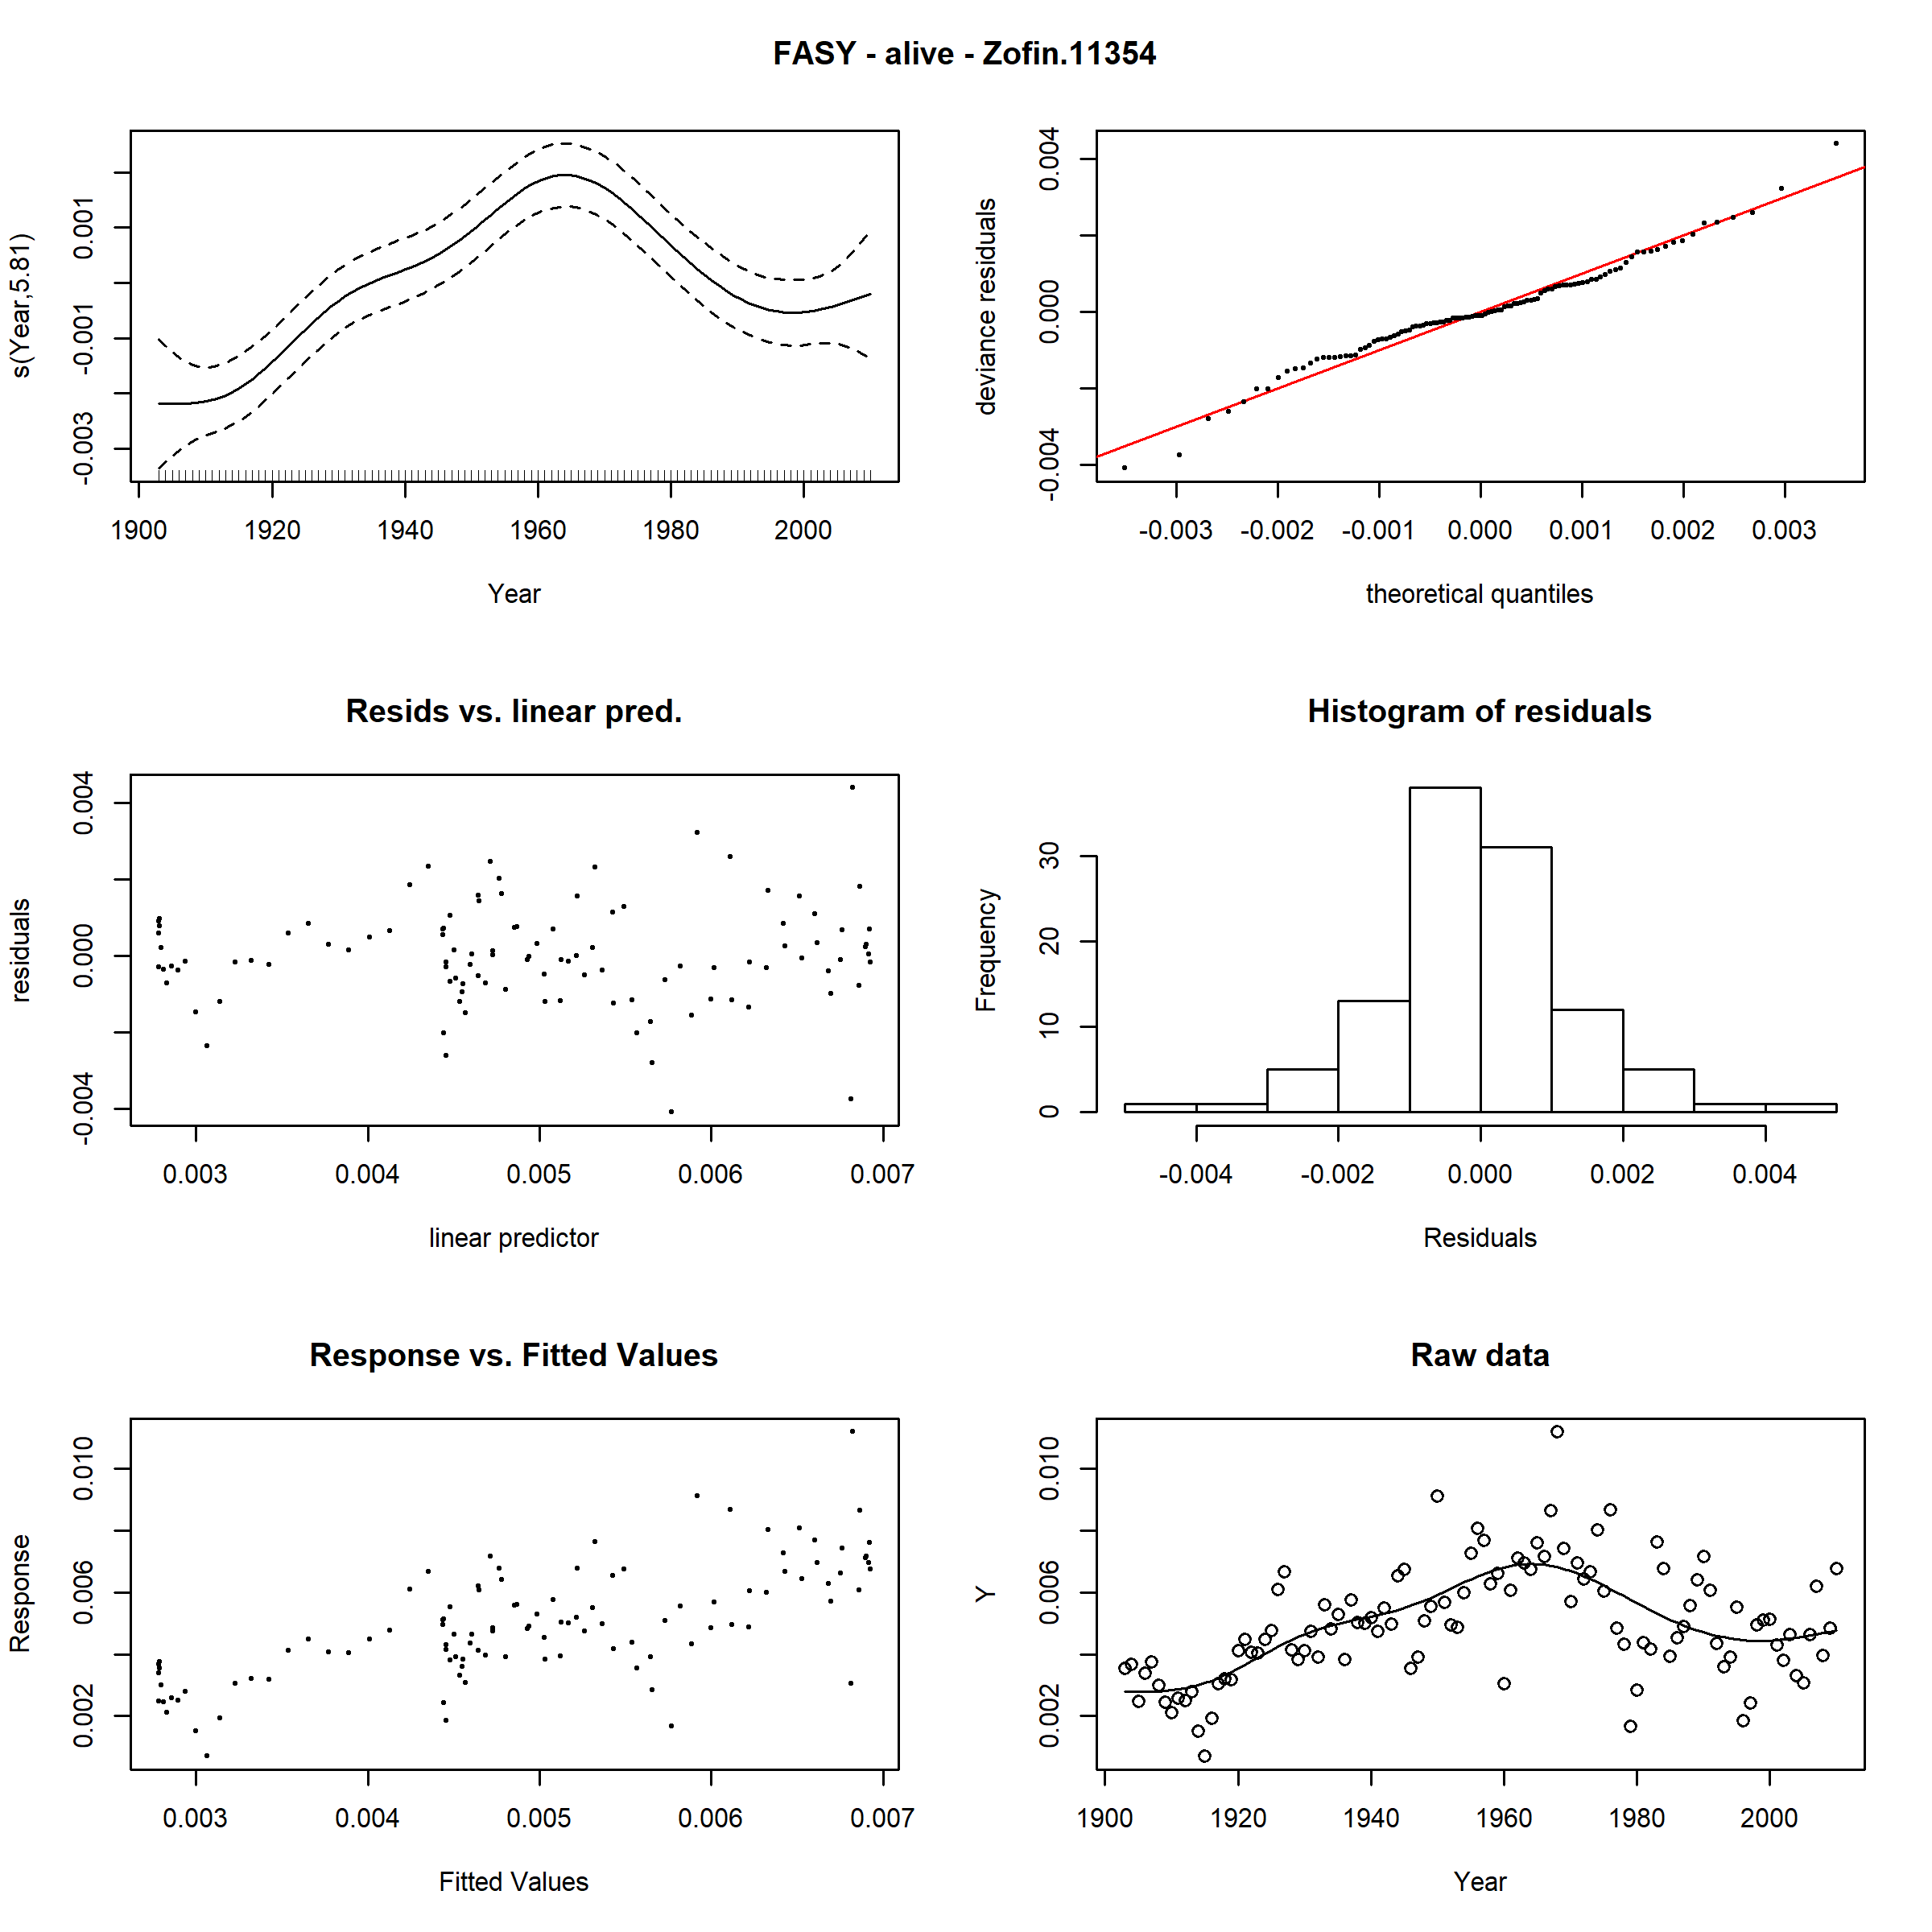 FASY - alive - Zofin.11354
s(Year,5.81)
0.001
-0.001
-0.003
1900 1920 1940 1960 1980 2000
Year
deviance residuals
0.004
0.000
-0.004
-0.003 -0.002 -0.001 0.000 0.001 0.002 0.003
theoretical quantiles
Resids vs. linear pred.
residuals
0.004
0.000
-0.004
0.003 0.004 0.005 0.006 0.007
linear predictor
Histogram of residuals
Frequency
30
20
10
0
-0.004 -0.002 0.000 0.002 0.004
Residuals
Response vs. Fitted Values
Response
0.010
0.006
0.002
0.003 0.004 0.005 0.006 0.007
Fitted Values
Raw data
Y
0.010
0.006
0.002
1900 1920 1940 1960 1980 2000
Year